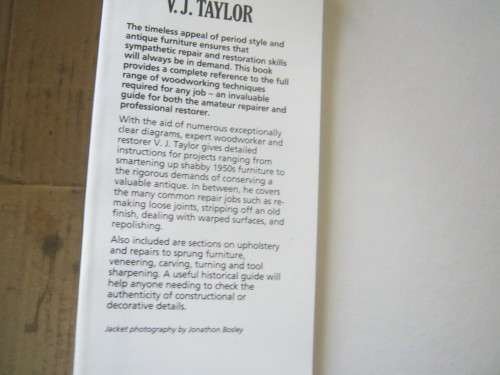 V. J. TAYLOR
The timeless appeal of period style and
antique furniture ensures that
sympathetic repair and restoration skills
will always be in demand. This book
provides a complete reference to the full
range of woodworking techniques
required for any job – an invaluable
guide for both the amateur repairer and
professional restorer.
With the aid of numerous exceptionally
clear diagrams, expert woodworker and
restorer V. J. Taylor gives detailed
instructions for projects ranging from
smartening up shabby 1950s furniture to
the rigorous demands of conserving a
valuable antique. In between, he covers
the many common repair jobs such as re-
making loose joints, stripping off an old
finish, dealing with warped surfaces, and
repolishing.
Also included are sections on upholstery
and repairs to sprung furniture,
veneering, carving, turning and tool
sharpening. A useful historical guide will
help anyone needing to check the
authenticity of constructional or
decorative details.
Jacket photography by Jonathon Bosley